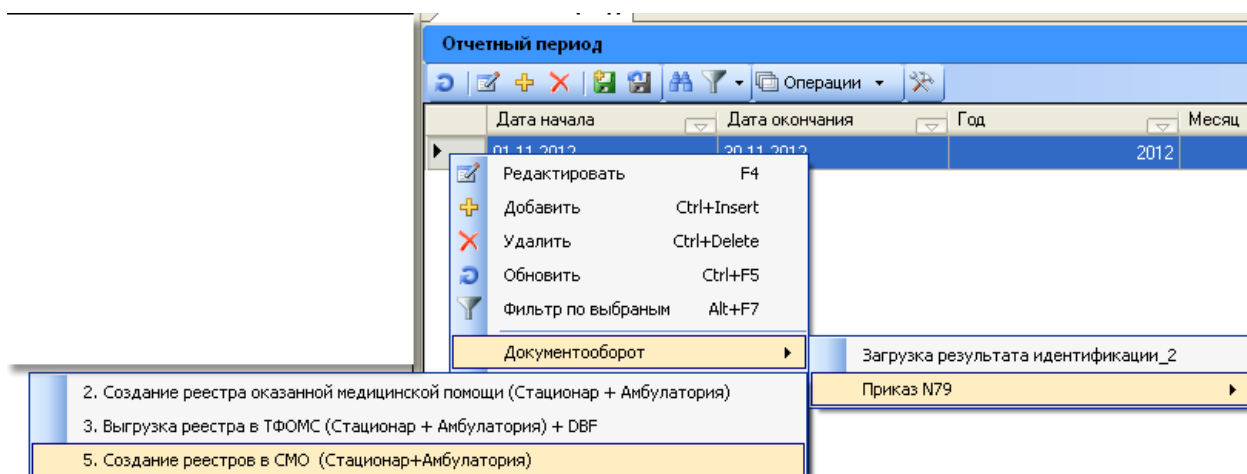 Отчетный период
Операции
Дата начала Дата окончания Год Месяц
01.11.2012 30.11.2012 2012
Редактировать F4
Добавить Ctrl+Insert
Удалить Ctrl+Delete
Обновить Ctrl+F5
Фильтр по выбраным Alt+F7
Документооборот Загрузка результата идентификации_2
Приказ N79
2. Создание реестра оказанной медицинской помощи (Стационар + Амбулатория)
3. Выгрузка реестра в ТФОМС (Стационар + Амбулатория) + DBF
5. Создание реестров в СМО (Стационар+Амбулатория)